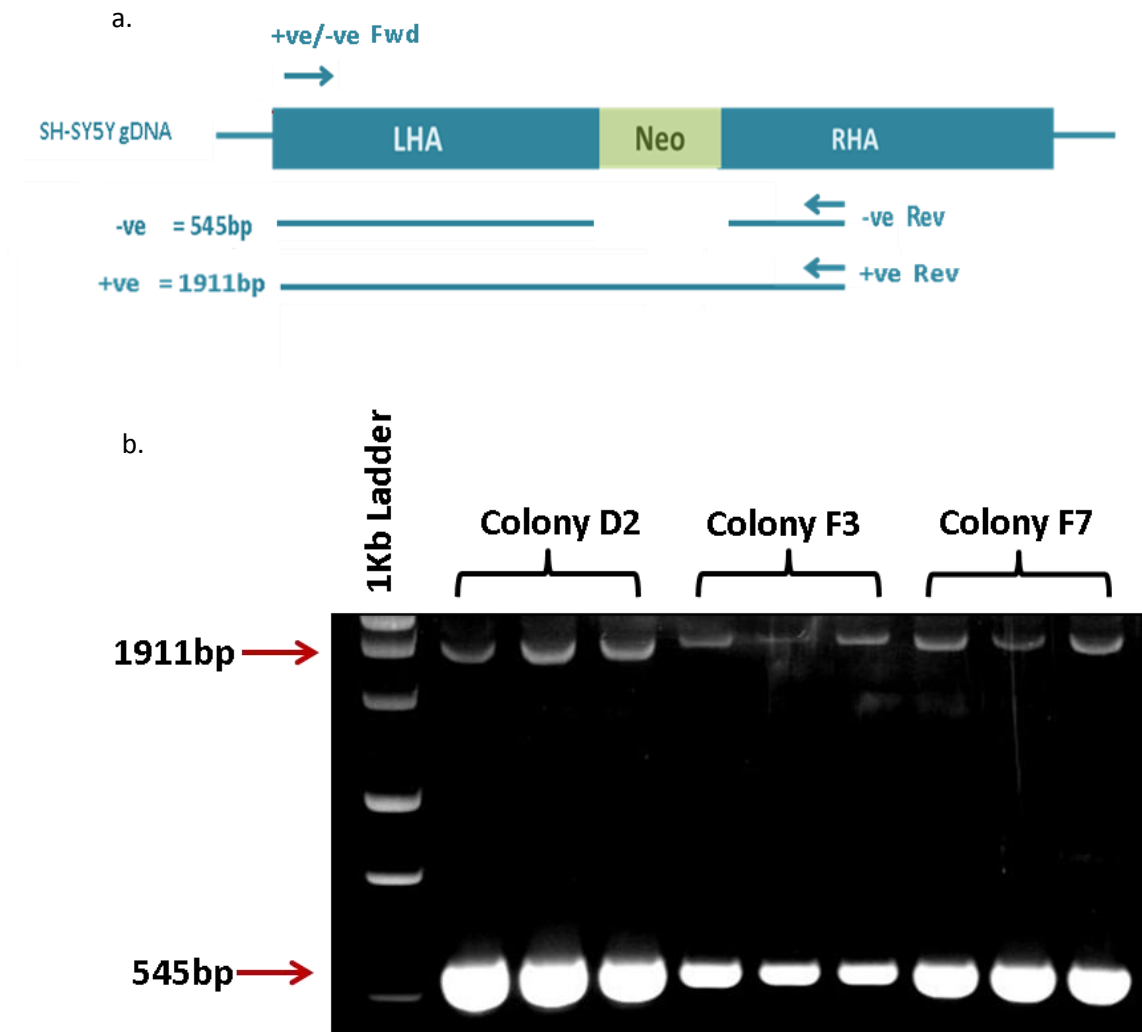 a.
+ve/-ve Fwd
SH-SY5Y gDNA
LHA
Neo
RHA
-ve = 545bp
-ve Rev
+ve = 1911bp
+ve Rev
b.
1Kb Ladder
Colony D2
Colony F3
Colony F7
1911bp
545bp